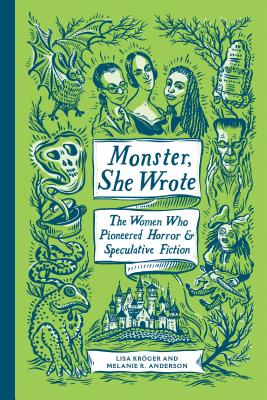 Monster,
She Wrote
The Women Who
Pioneered Horror &
Speculative Fiction
LISA KRÖGER AND
MELANIE R. ANDERSON